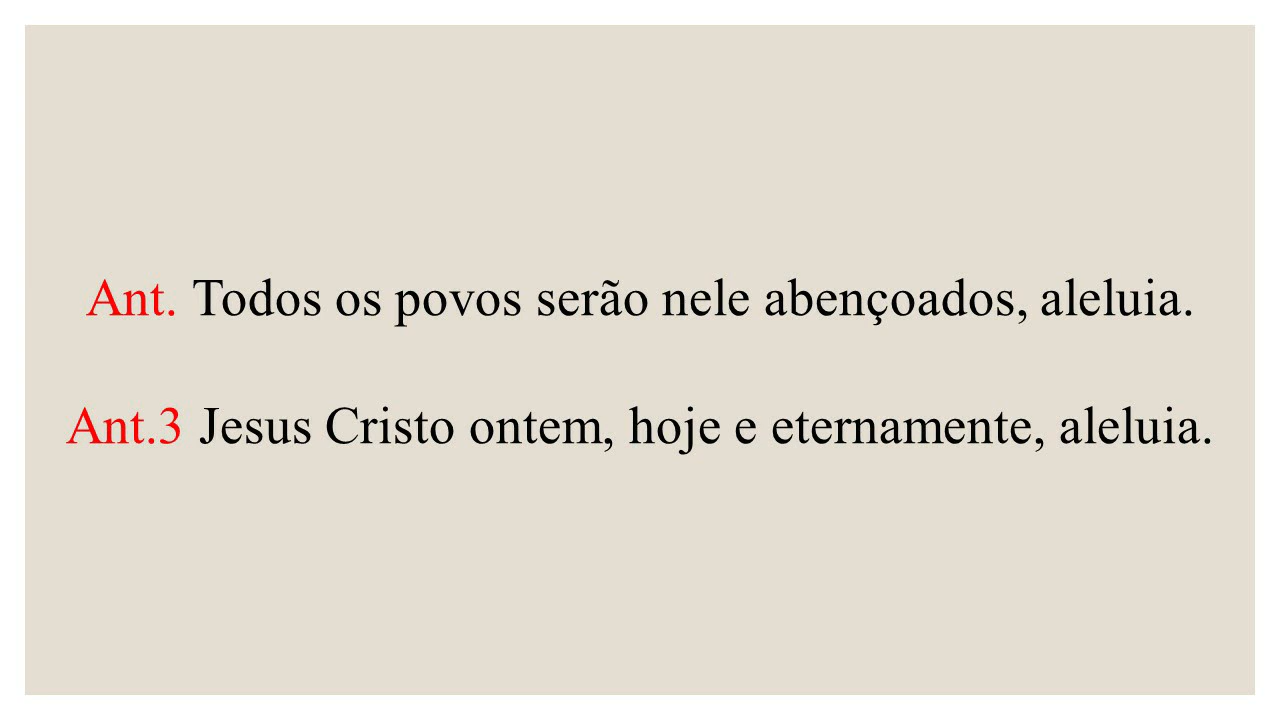 Ant. Todos os povos serão nele abençoados, aleluia.
Ant.3 Jesus Cristo ontem, hoje e eternamente, aleluia.